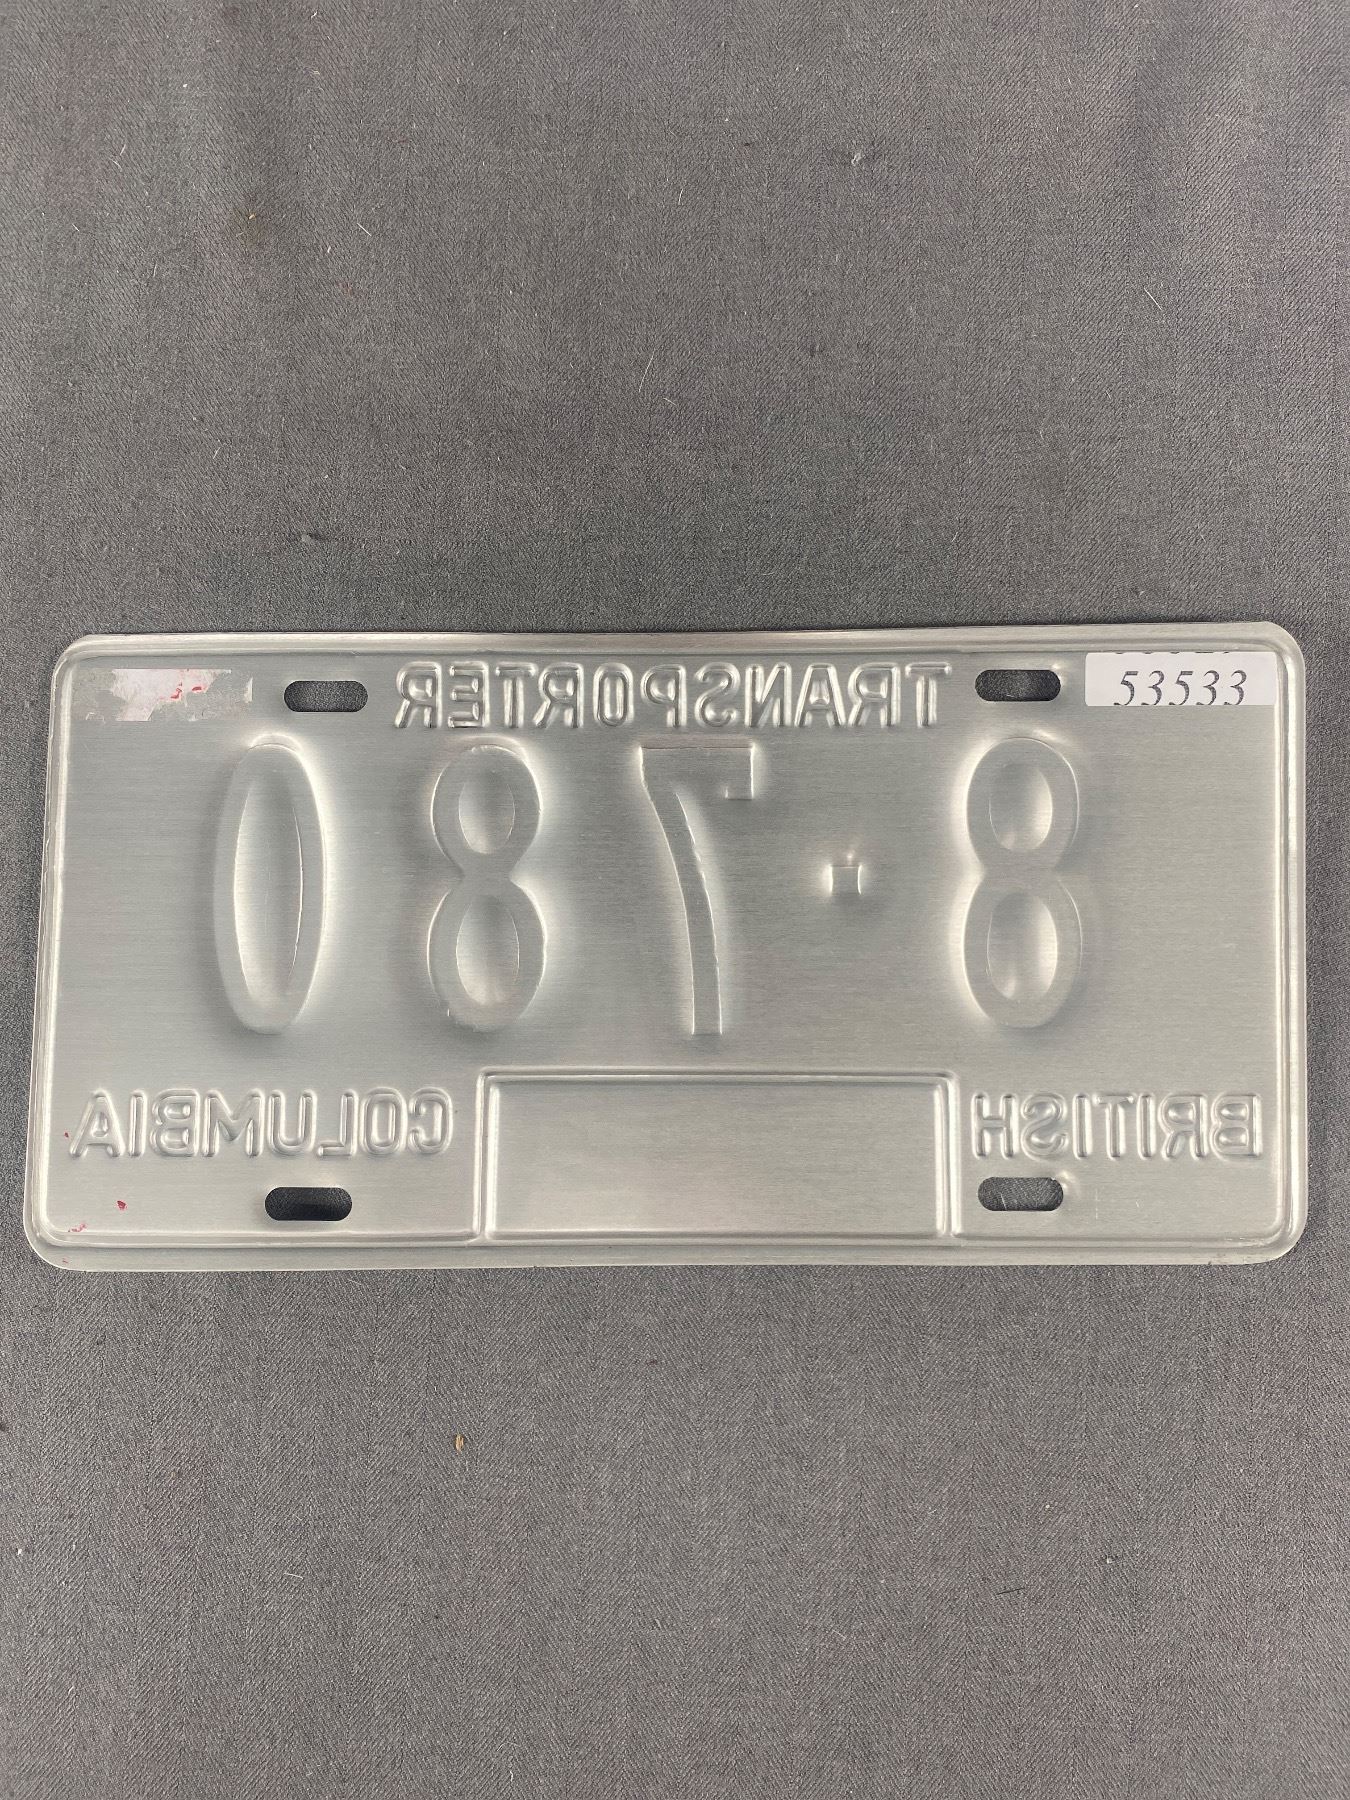 TRANSPORTER
53533
8·780
BRITISH COLUMBIA